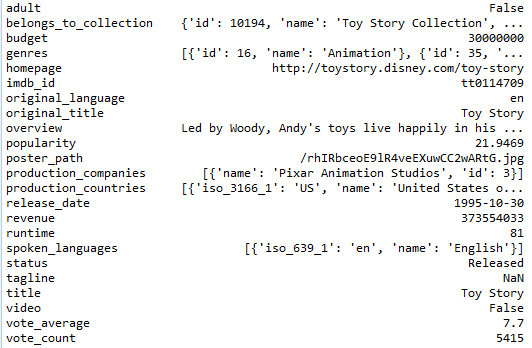 adult False
belongs_to_collection {'id': 10194, 'name': 'Toy Story Collection', ...
budget 30000000
genres [{'id': 16, 'name': 'Animation'}, {'id': 35, '...
homepage http://toystory.disney.com/toy-story
imdb_id tt0114709
original_language en
original_title Toy Story
overview Led by Woody, Andy's toys live happily in his ...
popularity 21.9469
poster_path /rhIRbceoE9lR4veEXuwCC2wARtG.jpg
production_companies [{'name': 'Pixar Animation Studios', 'id': 3}]
production_countries [{'iso_3166_1': 'US', 'name': 'United States o...
release_date 1995-10-30
revenue 373554033
runtime 81
spoken_languages [{'iso_639_1': 'en', 'name': 'English'}]
status Released
tagline NaN
title Toy Story
video False
vote_average 7.7
vote_count 5415